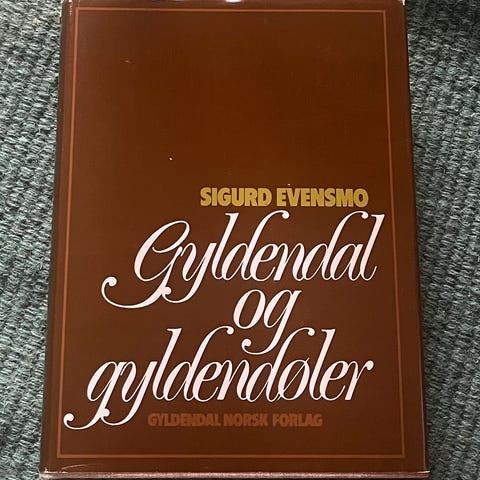 SIGURD EVENSMO
Gyldendal
og
gyldendøler
GYLDENDAL NORSK FORLAG